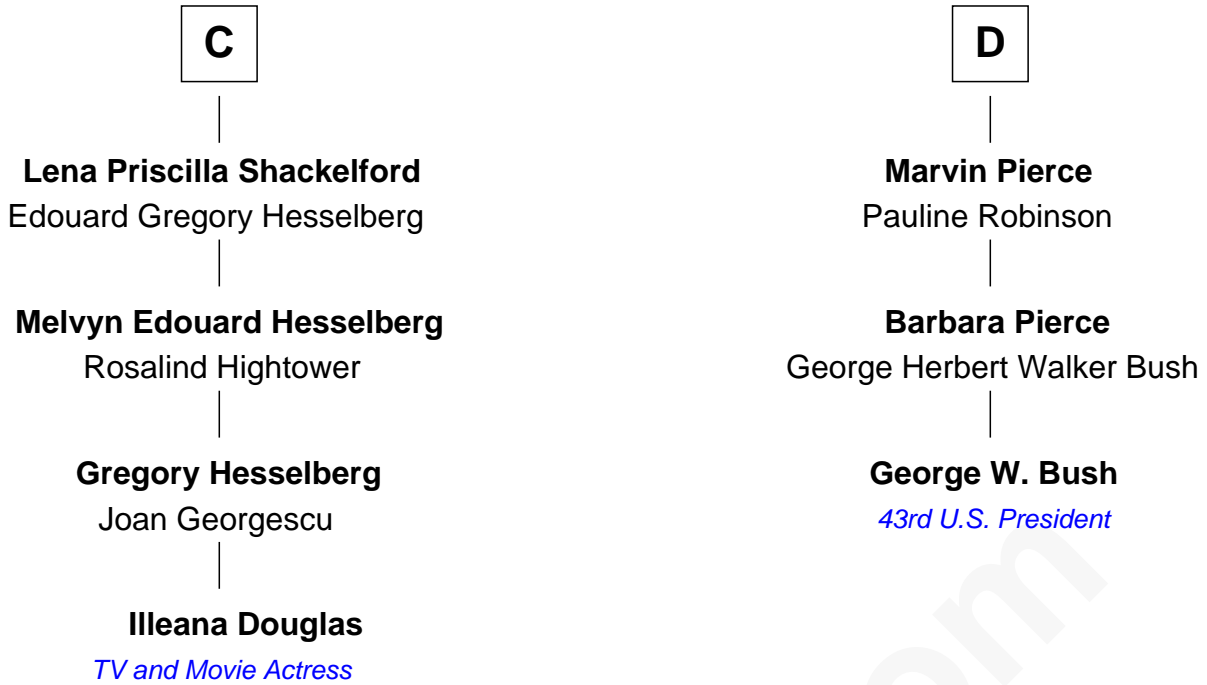 C
Lena Priscilla Shackelford
Edouard Gregory Hesselberg
Melvyn Edouard Hesselberg
Rosalind Hightower
Gregory Hesselberg
Joan Georgescu
Illeana Douglas
TV and Movie Actress
D
Marvin Pierce
Pauline Robinson
Barbara Pierce
George Herbert Walker Bush
George W. Bush
43rd U.S. President
om